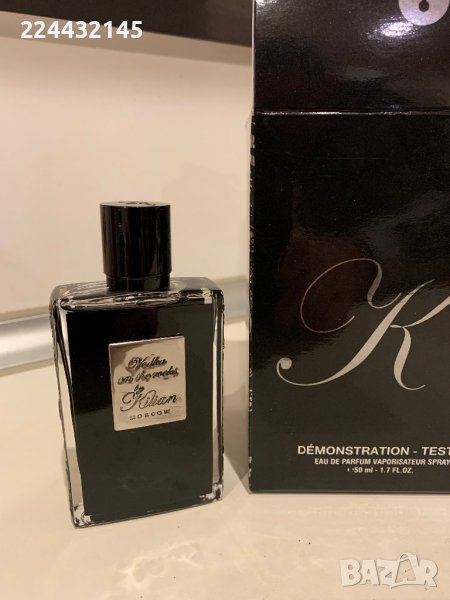 224432145
Vodka
on the rocks
by
Kilian
MOSCOW
K
DÉMONSTRATION - TEST
EAU DE PARFUM VAPORISATEUR SPRAY
50 ml - 1.7 FL.OZ.
BAZAR